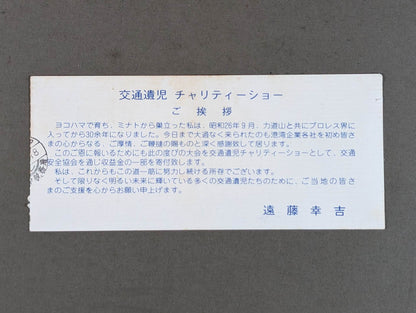 交通遺児 チャリティーショー
ご挨拶
ヨコハマで育ち、ミナトから巣立った私は、昭和26年9月、力道山と共にプロレス界に
入ってから30余年になりました。今日まで大過なく来られたのも港湾企業各社を初め皆さ
まの心からなる、ご厚情、ご鞭撻の賜ものと深く感謝致して居ります。
このご恩に報いるためにも此の度びの大会を交通遺児チャリティーショーとして、交通
安全協会を通じ収益金の一部を寄付致します。
私は、これからもこの道一筋に努力し続ける所存でございます。
そして限りなく明るい未来に輝いている多くの交通遺児たちのために、ご当地の皆さ
まのご支援を心からお願い申上げます。
遠藤幸吉